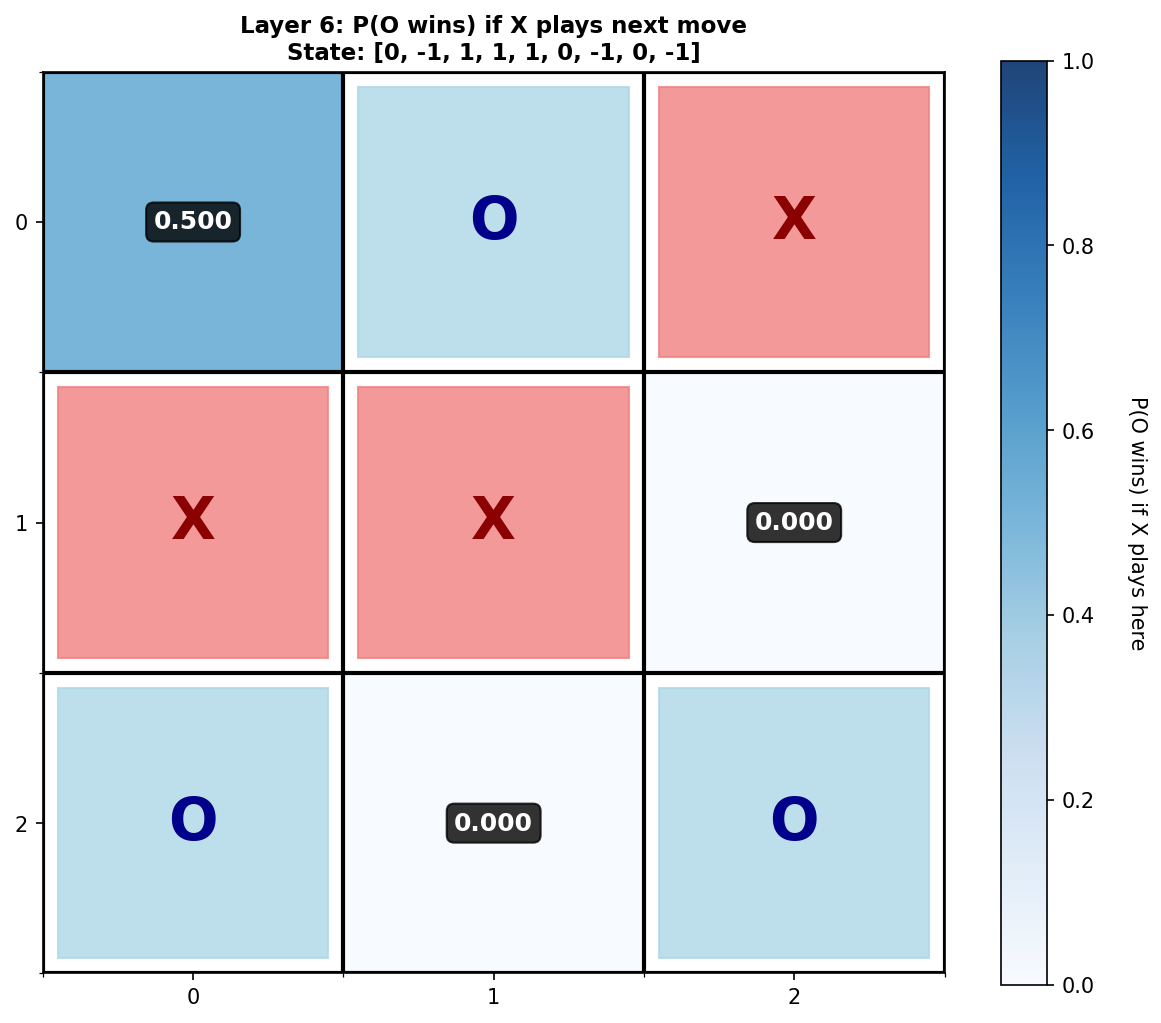 Layer 6: P(O wins) if X plays next move
State: [0, -1, 1, 1, 1, 0, -1, 0, -1]
0
0.500
O
X
1
X
X
0.000
2
O
0.000
O
0
1
2
1.0
0.8
0.6
0.4
0.2
0.0
P(O wins) if X plays here